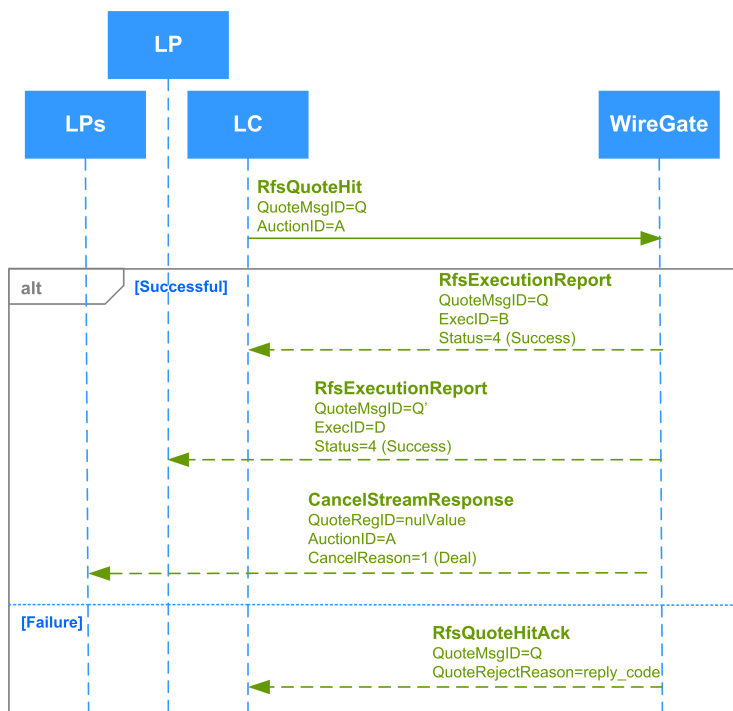 LP
LPs
LC
WireGate
RfsQuoteHit
QuoteMsgID=Q
AuctionID=A
alt
[Successful]
RfsExecutionReport
QuoteMsgID=Q
ExecID=B
Status=4 (Success)
RfsExecutionReport
QuoteMsgID=Q’
ExecID=D
Status=4 (Success)
CancelStreamResponse
QuoteRegID=nulValue
AuctionID=A
CancelReason=1 (Deal)
[Failure]
RfsQuoteHitAck
QuoteMsgID=Q
QuoteRejectReason=reply_code